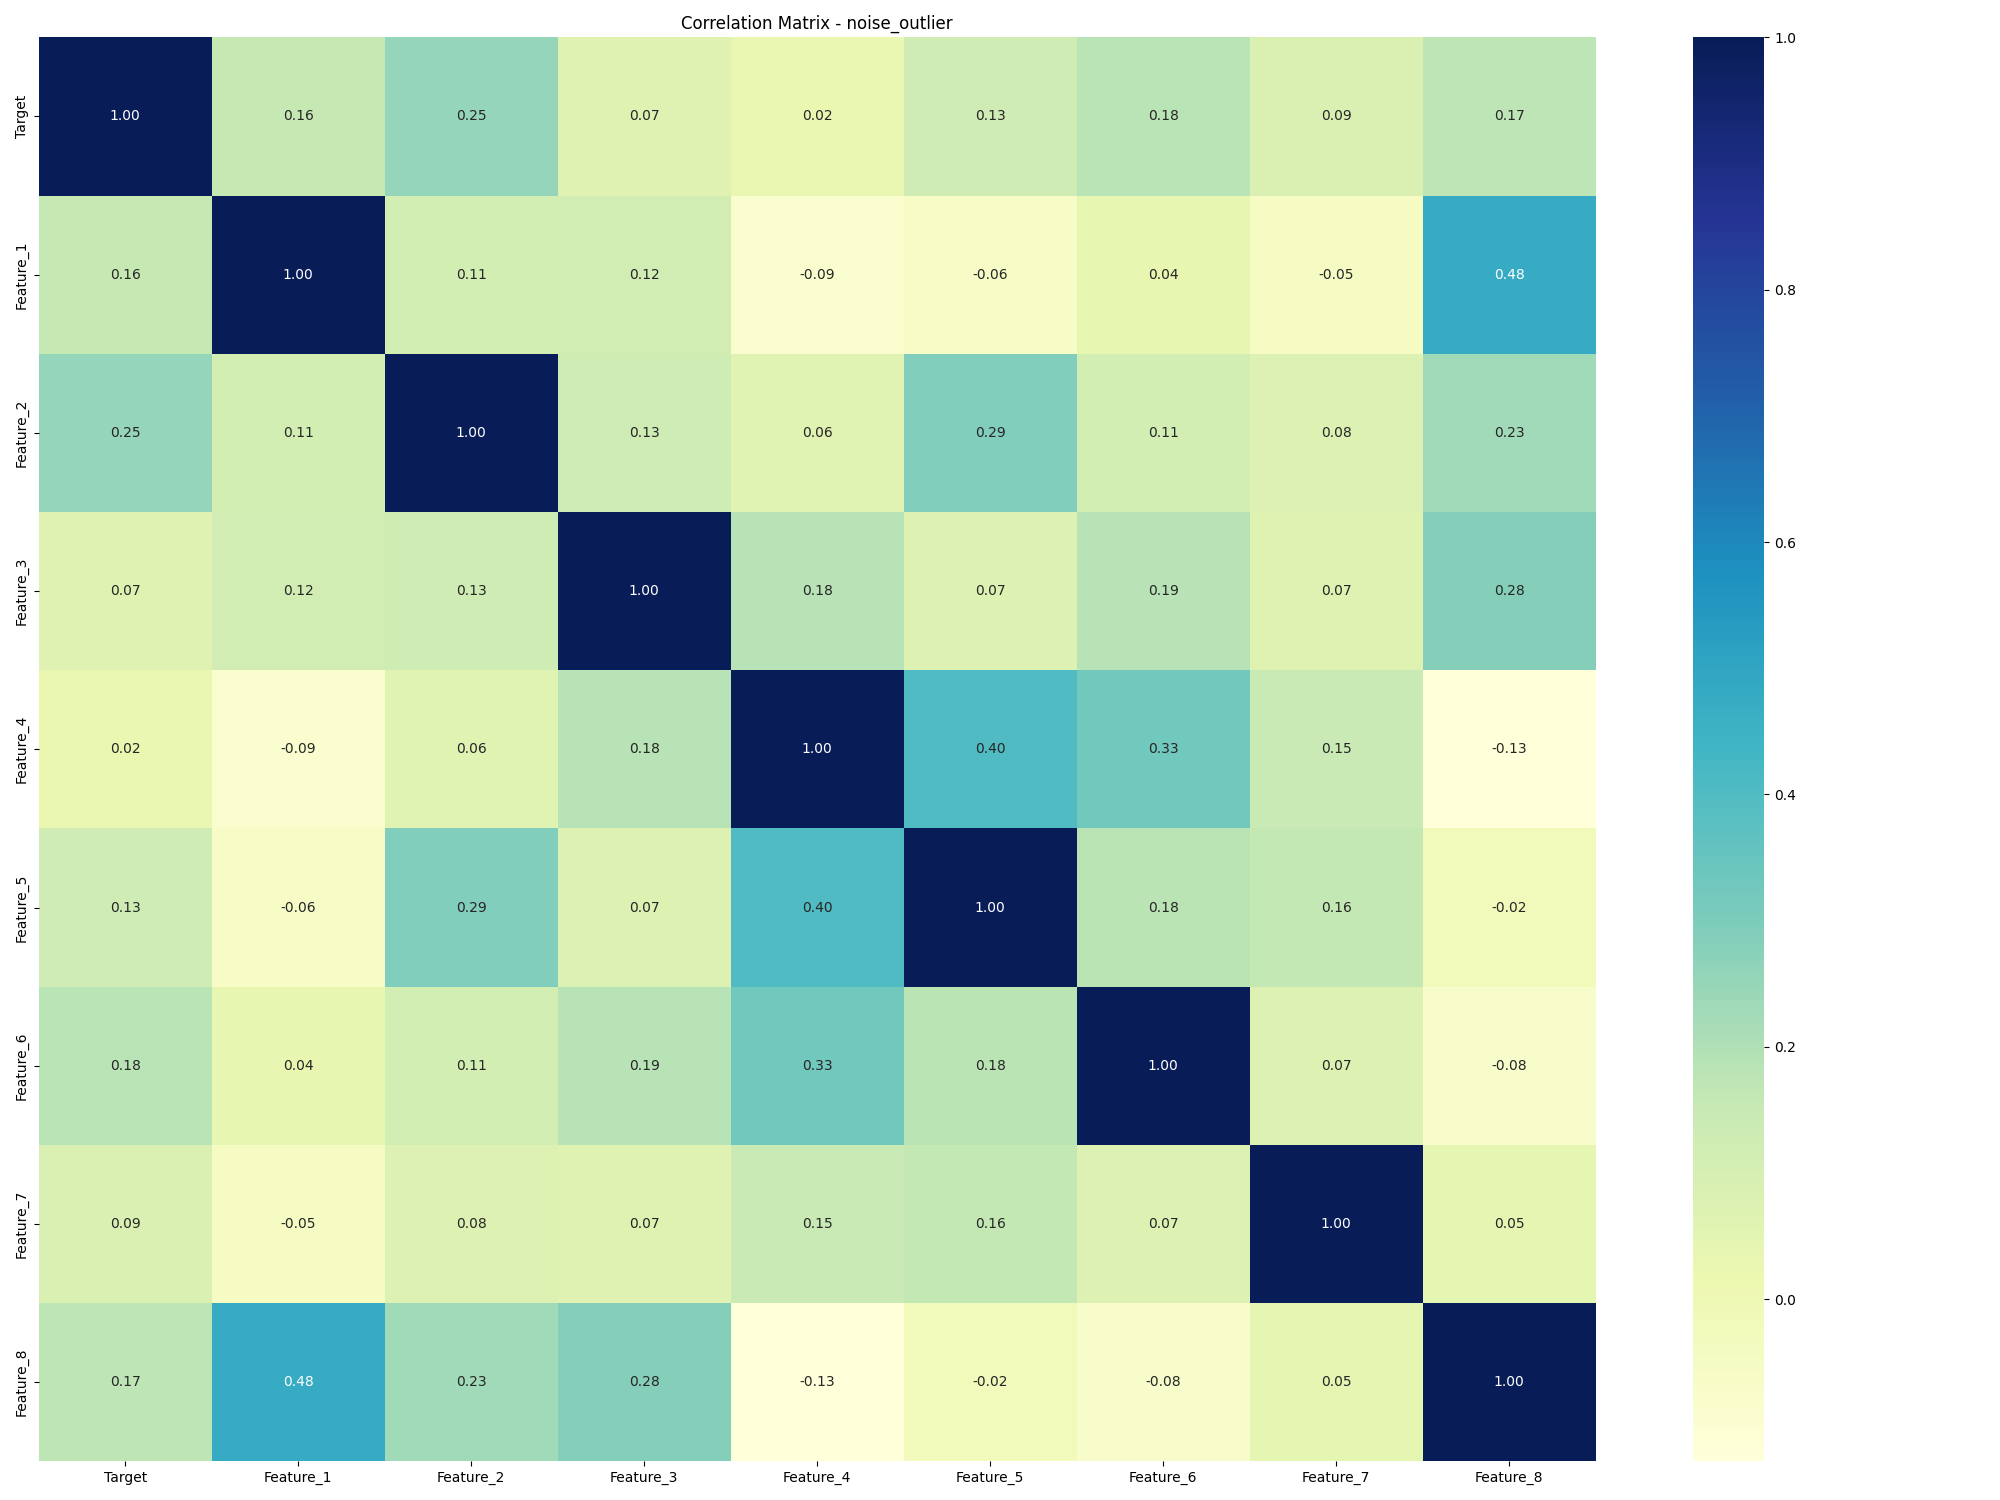 Correlation Matrix - noise_outlier
Target 1.00 0.16 0.25 0.07 0.02 0.13 0.18 0.09 0.17
Feature_1 0.16 1.00 0.11 0.12 -0.09 -0.06 0.04 -0.05 0.48
Feature_2 0.25 0.11 1.00 0.13 0.06 0.29 0.11 0.08 0.23
Feature_3 0.07 0.12 0.13 1.00 0.18 0.07 0.19 0.07 0.28
Feature_4 0.02 -0.09 0.06 0.18 1.00 0.40 0.33 0.15 -0.13
Feature_5 0.13 -0.06 0.29 0.07 0.40 1.00 0.18 0.16 -0.02
Feature_6 0.18 0.04 0.11 0.19 0.33 0.18 1.00 0.07 -0.08
Feature_7 0.09 -0.05 0.08 0.07 0.15 0.16 0.07 1.00 0.05
Feature_8 0.17 0.48 0.23 0.28 -0.13 -0.02 -0.08 0.05 1.00
Target Feature_1 Feature_2 Feature_3 Feature_4 Feature_5 Feature_6 Feature_7 Feature_8
1.0
0.8
0.6
0.4
0.2
0.0